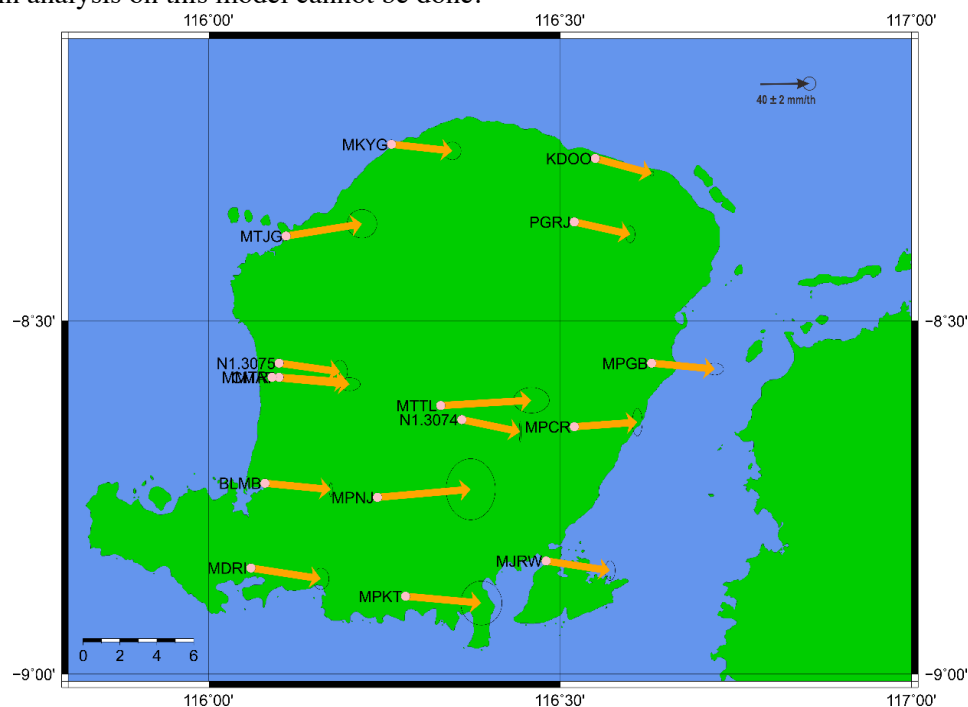 116°00'
116°30'
117°00'
40 ± 2 mm/th
MKYG
KDOO
PGRJ
MTJG
−8°30'
−8°30'
N1.3075
MPGB
MTTL
N1.3074
MPCR
BLMB
MPNJ
MJRW
MDRI
MPKT
0 2 4 6
−9°00'
−9°00'
116°00'
116°30'
117°00'